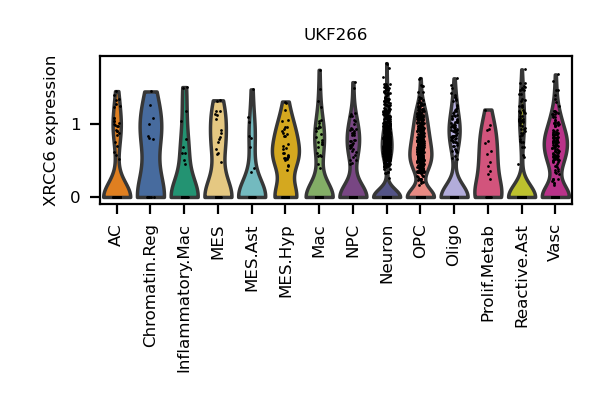 UKF266
XRCC6 expression
1
0
AC
Chromatin.Reg
Inflammatory.Mac
MES
MES.Ast
MES.Hyp
Mac
NPC
Neuron
OPC
Oligo
Prolif.Metab
Reactive.Ast
Vasc